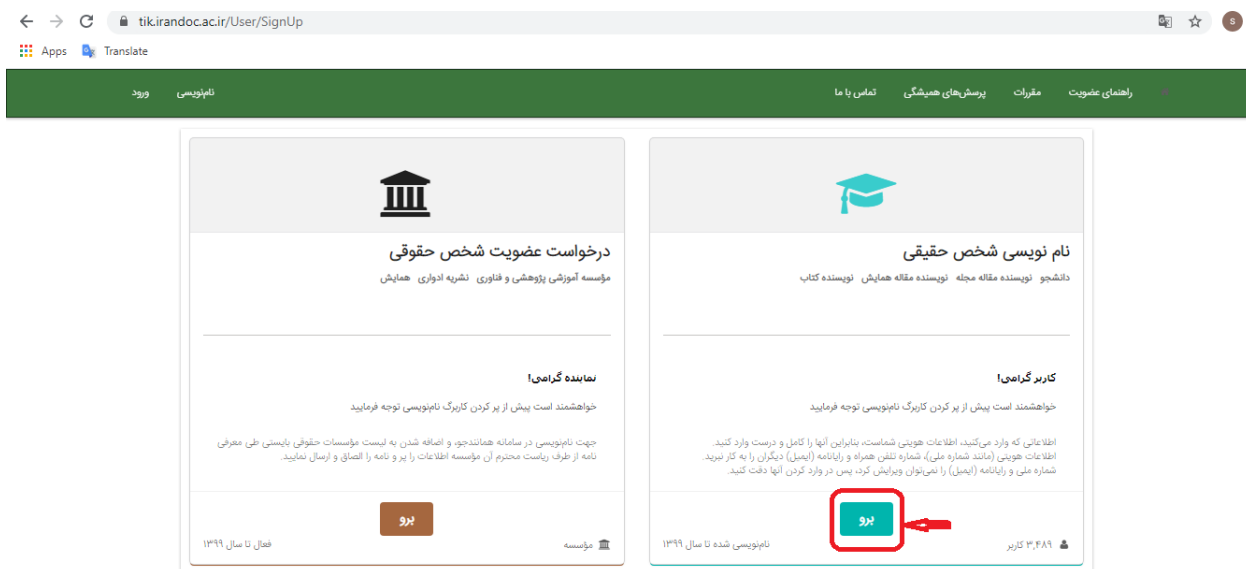 tik.irandoc.ac.ir/User/SignUp
S
Apps
Translate
راهنمای عضویت
مقررات
پرسش‌های همیشگی
تماس با ما
نام‌نویسی
ورود
نام نویسی شخص حقیقی
دانشجو نویسنده مقاله مجله نویسنده مقاله همایش نویسنده کتاب
کاربر گرامی!
خواهشمند است پیش از پر کردن کاربرگ نام‌نویسی توجه فرمایید
اطلاعاتی که وارد می‌کنید، اطلاعات هویتی شماست، بنابراین آنها را کامل و درست وارد کنید.
اطلاعات هویتی (مانند شماره ملی)، شماره تلفن همراه و رایانامه (ایمیل) دیگران را به کار نبرید.
شماره ملی و رایانامه (ایمیل) را نمی‌توان ویرایش کرد، پس در وارد کردن آنها دقت کنید.
برو
۳,۴۸۹ کاربر
نام‌نویسی شده تا سال ۱۳۹۹
درخواست عضویت شخص حقوقی
مؤسسه آموزشی پژوهشی و فناوری نشریه ادواری همایش
نماینده گرامی!
خواهشمند است پیش از پر کردن کاربرگ نام‌نویسی توجه فرمایید
جهت نام‌نویسی در سامانه همانندجو، و اضافه شدن به لیست مؤسسات حقوقی بایستی طی معرفی
نامه از طرف ریاست محترم آن مؤسسه اطلاعات را پر و نامه را الصاق و ارسال نمایید.
برو
مؤسسه
فعال تا سال ۱۳۹۹